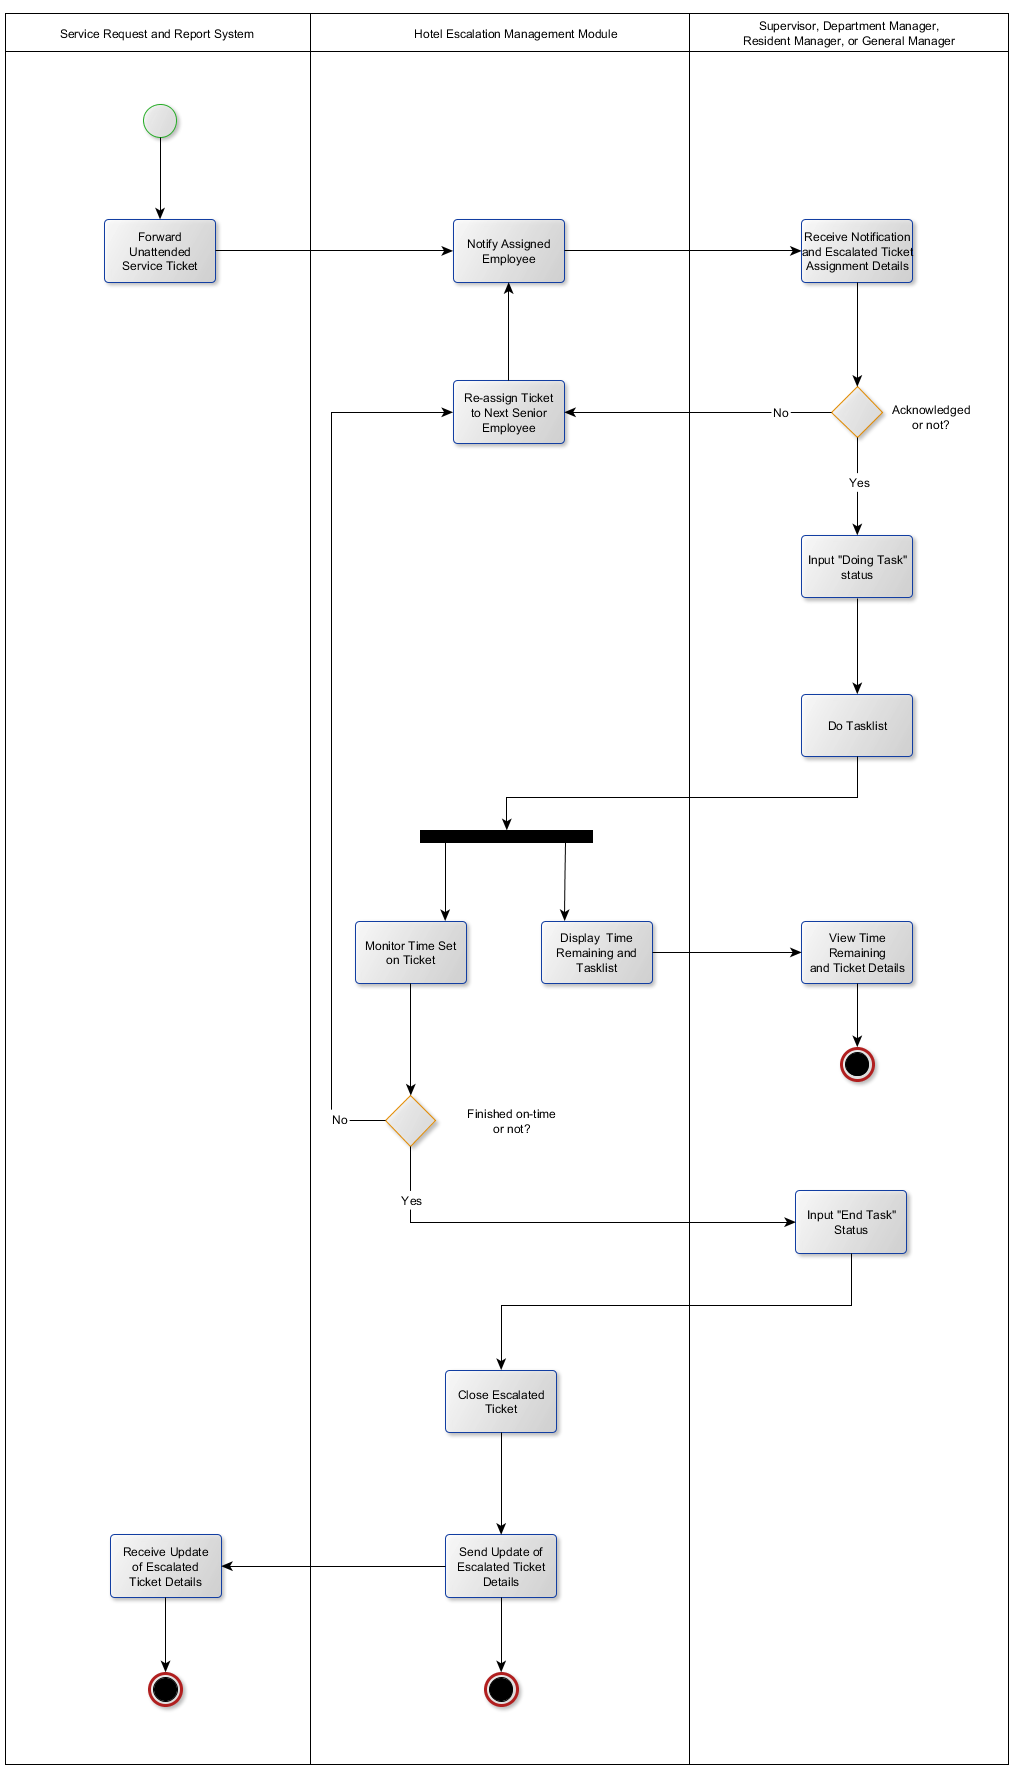 Service Request and Report System
Hotel Escalation Management Module
Supervisor, Department Manager,
Resident Manager, or General Manager
Forward
Unattended
Service Ticket
Notify Assigned
Employee
Receive Notification
and Escalated Ticket
Assignment Details
Re-assign Ticket
to Next Senior
Employee
No
Acknowledged
or not?
Yes
Input "Doing Task"
status
Do Tasklist
Monitor Time Set
on Ticket
Display  Time
Remaining and
Tasklist
View Time
Remaining
and Ticket Details
No
Finished on-time
or not?
Yes
Input "End Task"
Status
Close Escalated
Ticket
Receive Update
of Escalated
Ticket Details
Send Update of
Escalated Ticket
Details